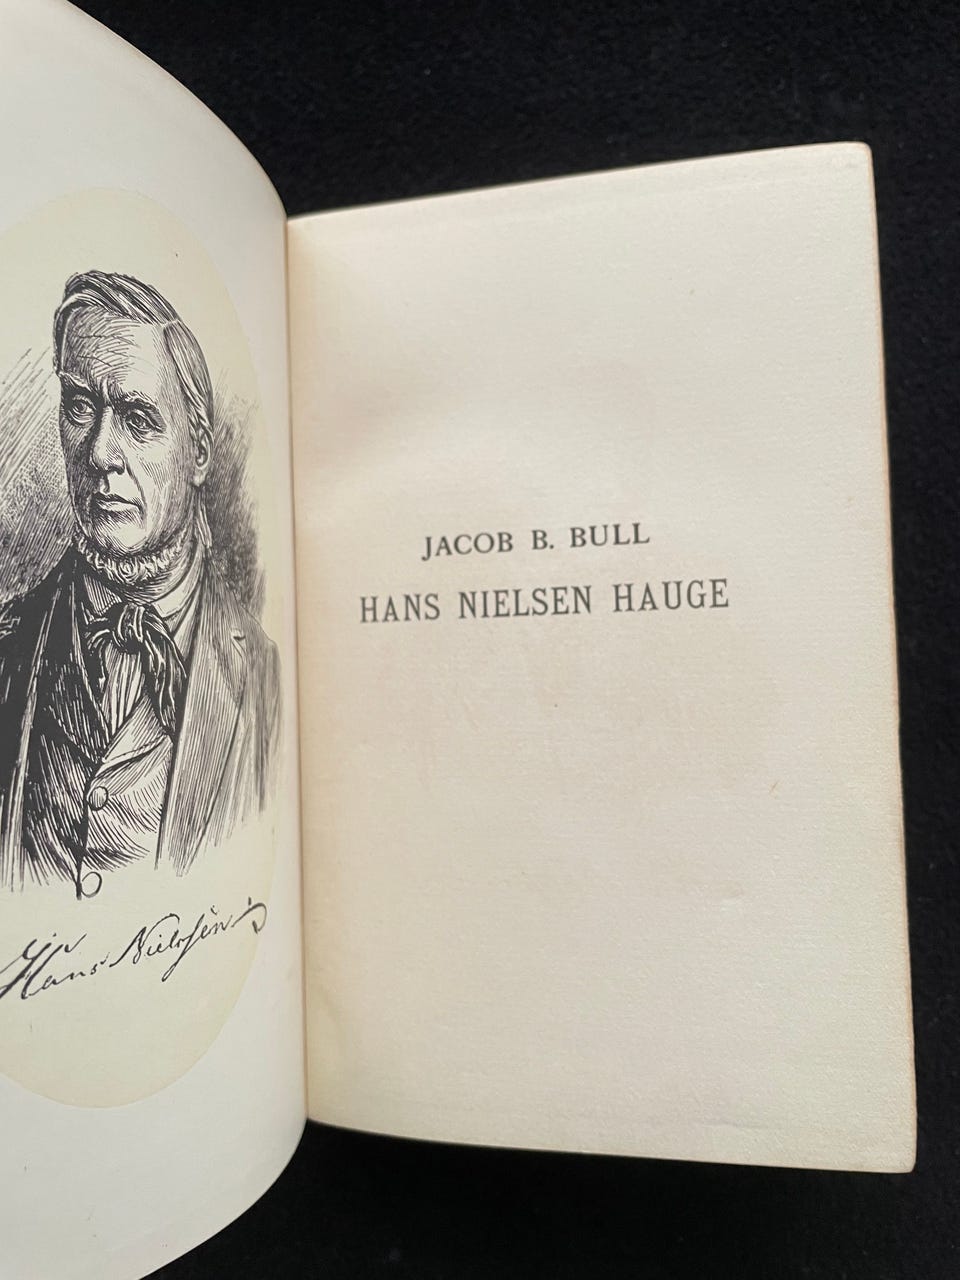 Hans Nielsen
JACOB B. BULL
HANS NIELSEN HAUGE